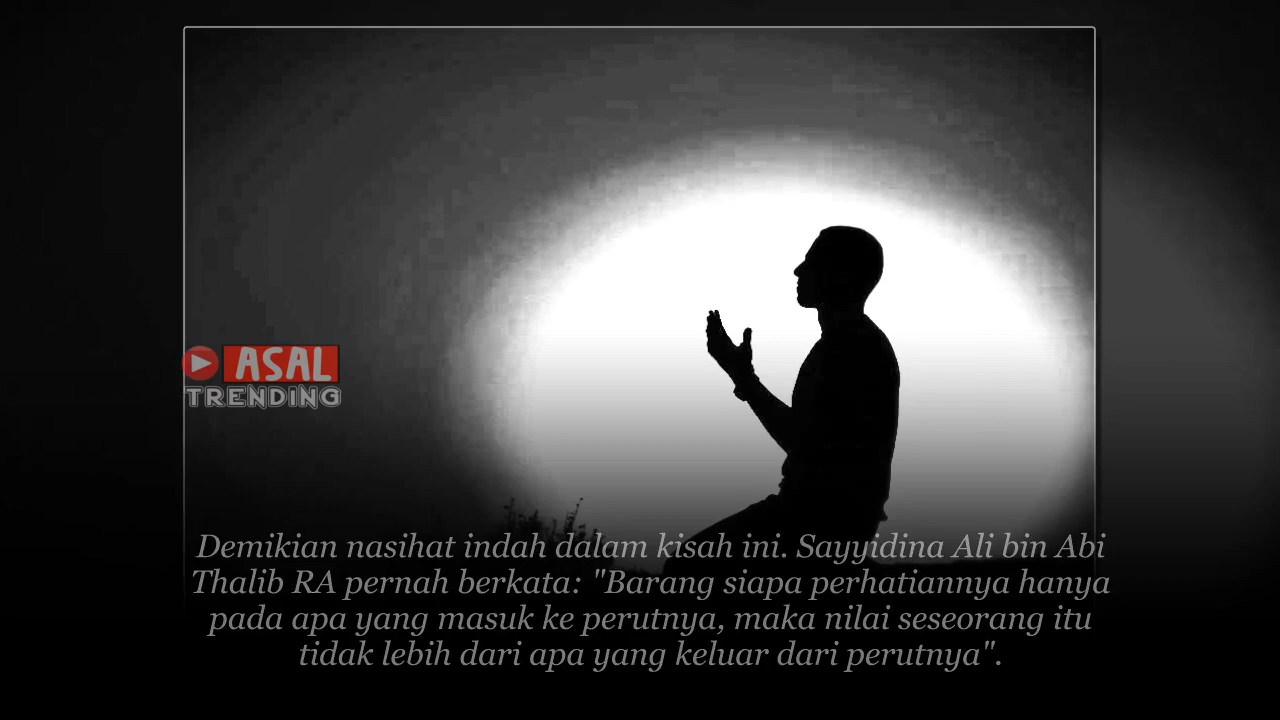 ASAL
TRENDING
Demikian nasihat indah dalam kisah ini. Sayyidina Ali bin Abi
Thalib RA pernah berkata: "Barang siapa perhatiannya hanya
pada apa yang masuk ke perutnya, maka nilai seseorang itu
tidak lebih dari apa yang keluar dari perutnya".